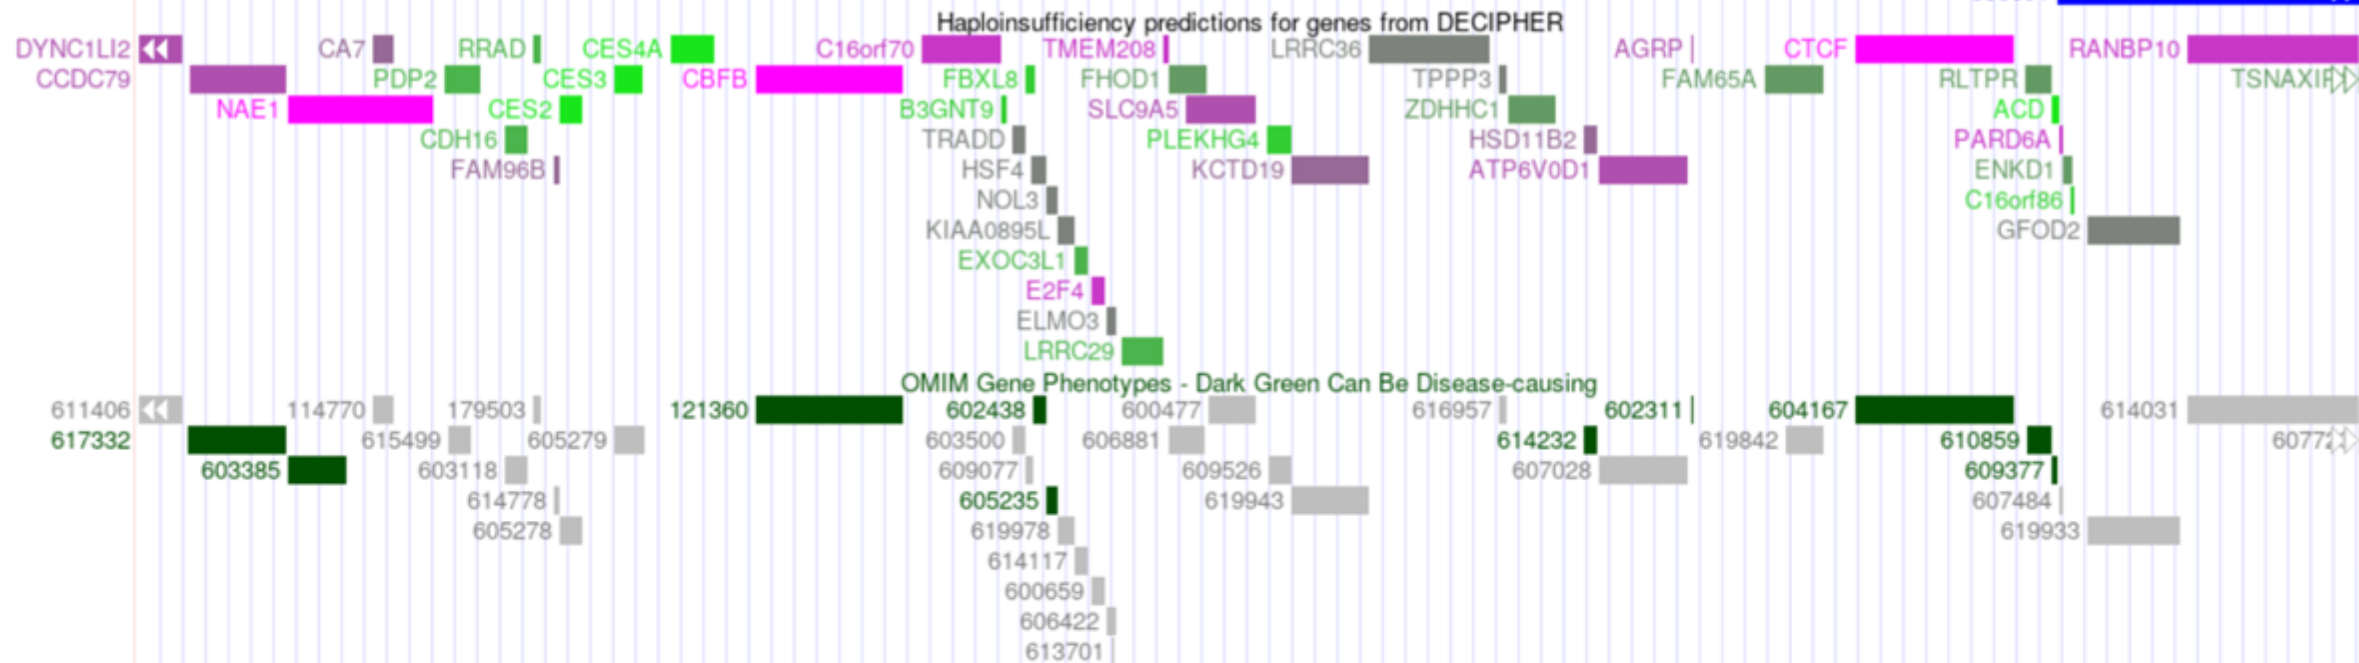 Haploinsufficiency predictions for genes from DECIPHER
DYNC1LI2 CA7 RRAD CES4A C16orf70 TMEM208 LRRC36 AGRP CTCF RANBP10
CCDC79 PDP2 CES3 CBFB FBXL8 FHOD1 TPPP3 FAM65A RLTPR
NAE1 CES2 B3GNT9 SLC9A5 ZDHHC1 ACD
CDH16 TRADD PLEKHG4 HSD11B2 PARD6A
FAM96B HSF4 KCTD19 ATP6V0D1 ENKD1
NOL3 C16orf86
KIAA0895L GFOD2
EXOC3L1
E2F4
ELMO3
LRRC29
OMIM Gene Phenotypes - Dark Green Can Be Disease-causing
611406 114770 179503 121360 602438 600477 616957 602311 604167 614031
617332 615499 605279 603500 606881 614232 619842 610859
603385 603118 609077 609526 607028 609377
614778 605235 619943 607484
605278 619978 619933
614117
600659
606422
613701